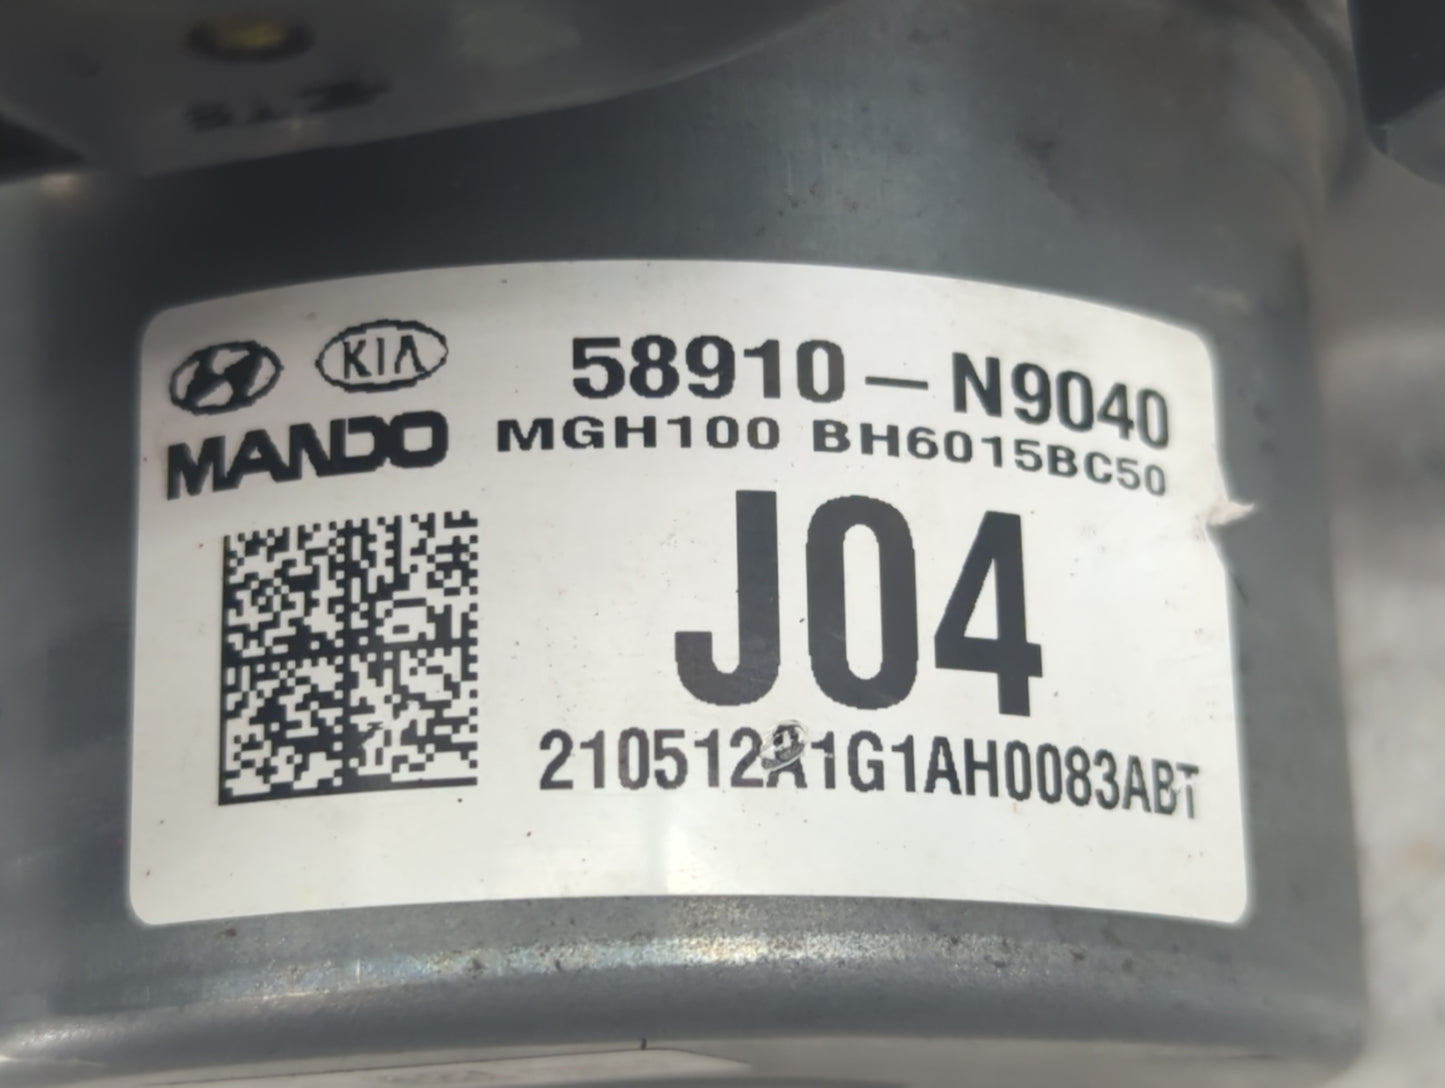 KIA
58910-N9040
MANDO
MGH100 BH6015BC50
J04
210512A1G1AH0083ABT